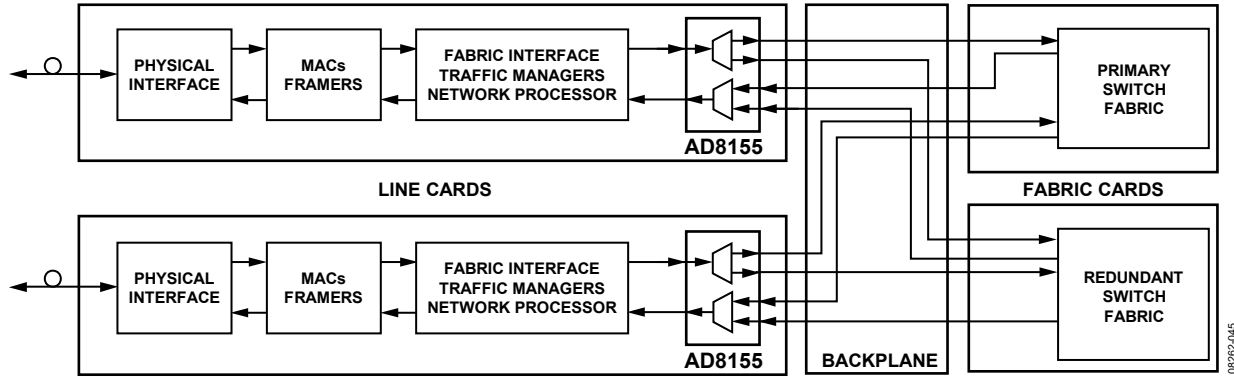 PHYSICAL
INTERFACE
MACs
FRAMERS
FABRIC INTERFACE
TRAFFIC MANAGERS
NETWORK PROCESSOR
AD8155
PRIMARY
SWITCH
FABRIC
LINE CARDS
FABRIC CARDS
PHYSICAL
INTERFACE
MACs
FRAMERS
FABRIC INTERFACE
TRAFFIC MANAGERS
NETWORK PROCESSOR
AD8155
BACKPLANE
REDUNDANT
SWITCH
FABRIC
08262-045